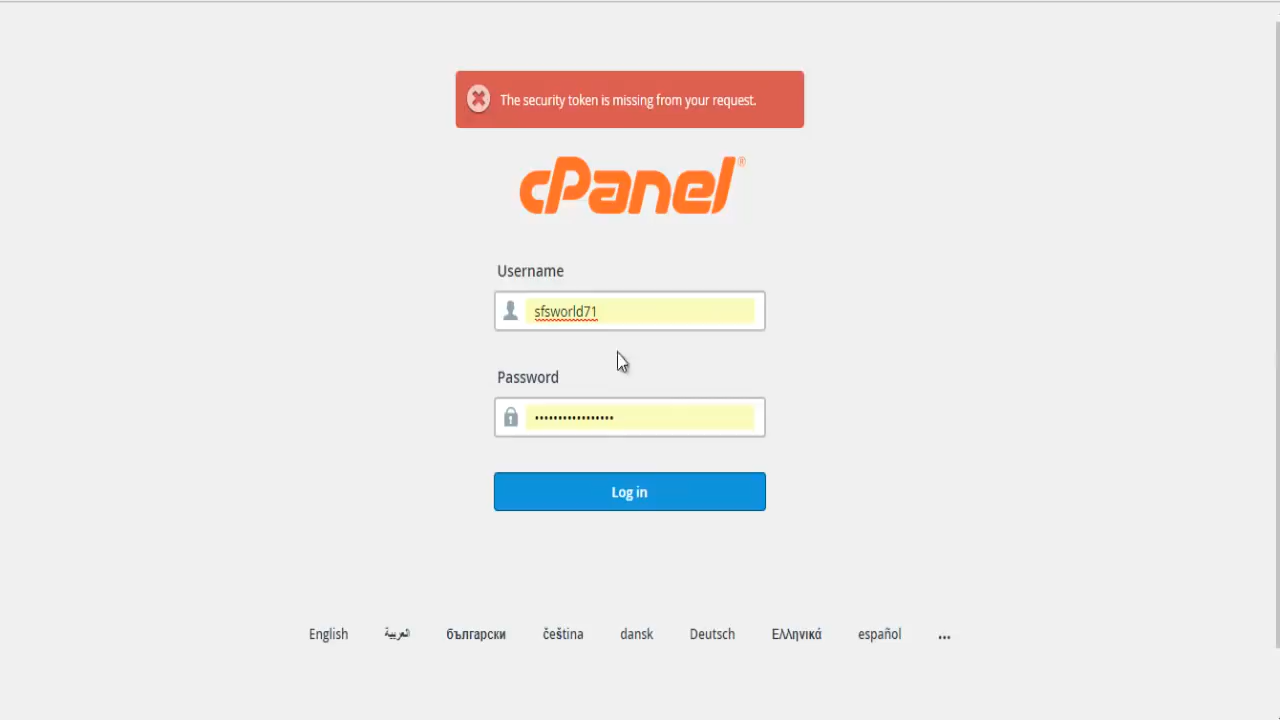 The security token is missing from your request.
cPanel®
Username
sfsworld71
Password
•••••••••••••••••
Log in
English العربية български čeština dansk Deutsch Ελληνικά español ...